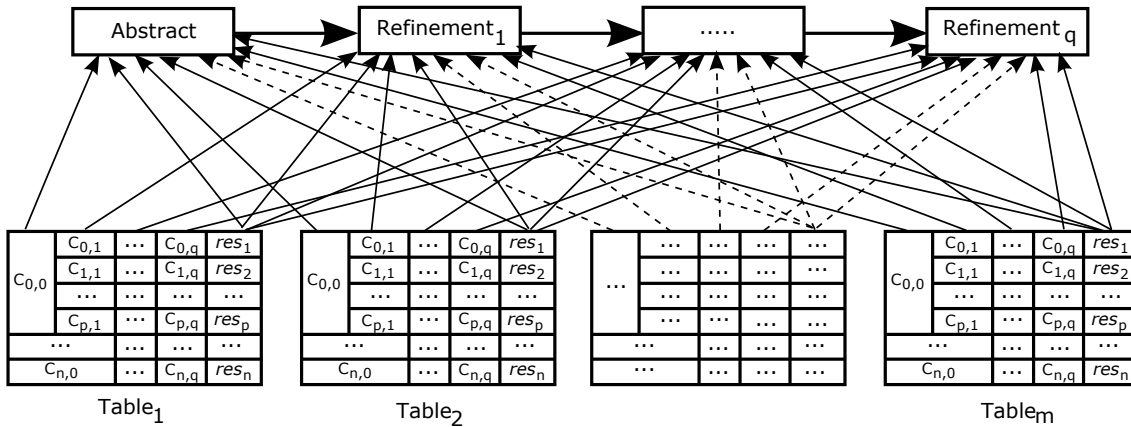 Abstract Refinement1 ..... Refinementq
C0,1 ... C0,q res1 C0,1 ... C0,q res1 ... ... ... C0,1 ... C0,q res1
C0,0 C1,1 ... C1,q res2 C0,0 C1,1 ... C1,q res2 ... ... ... ... ... C0,0 C1,1 ... C1,q res2
... ... ... ... ... ... ... ... ... ... ... ... ... ... ... ...
Cp,1 ... Cp,q resp Cp,1 ... Cp,q resp ... ... ... ... Cp,1 ... Cp,q resp
... ... ... ... ... ... ... ... ... ... ... ... ... ... ... ...
Cn,0 ... Cn,q resn Cn,0 ... Cn,q resn ... ... ... ... Cn,0 ... Cn,q resn
Table1 Table2 Tablem